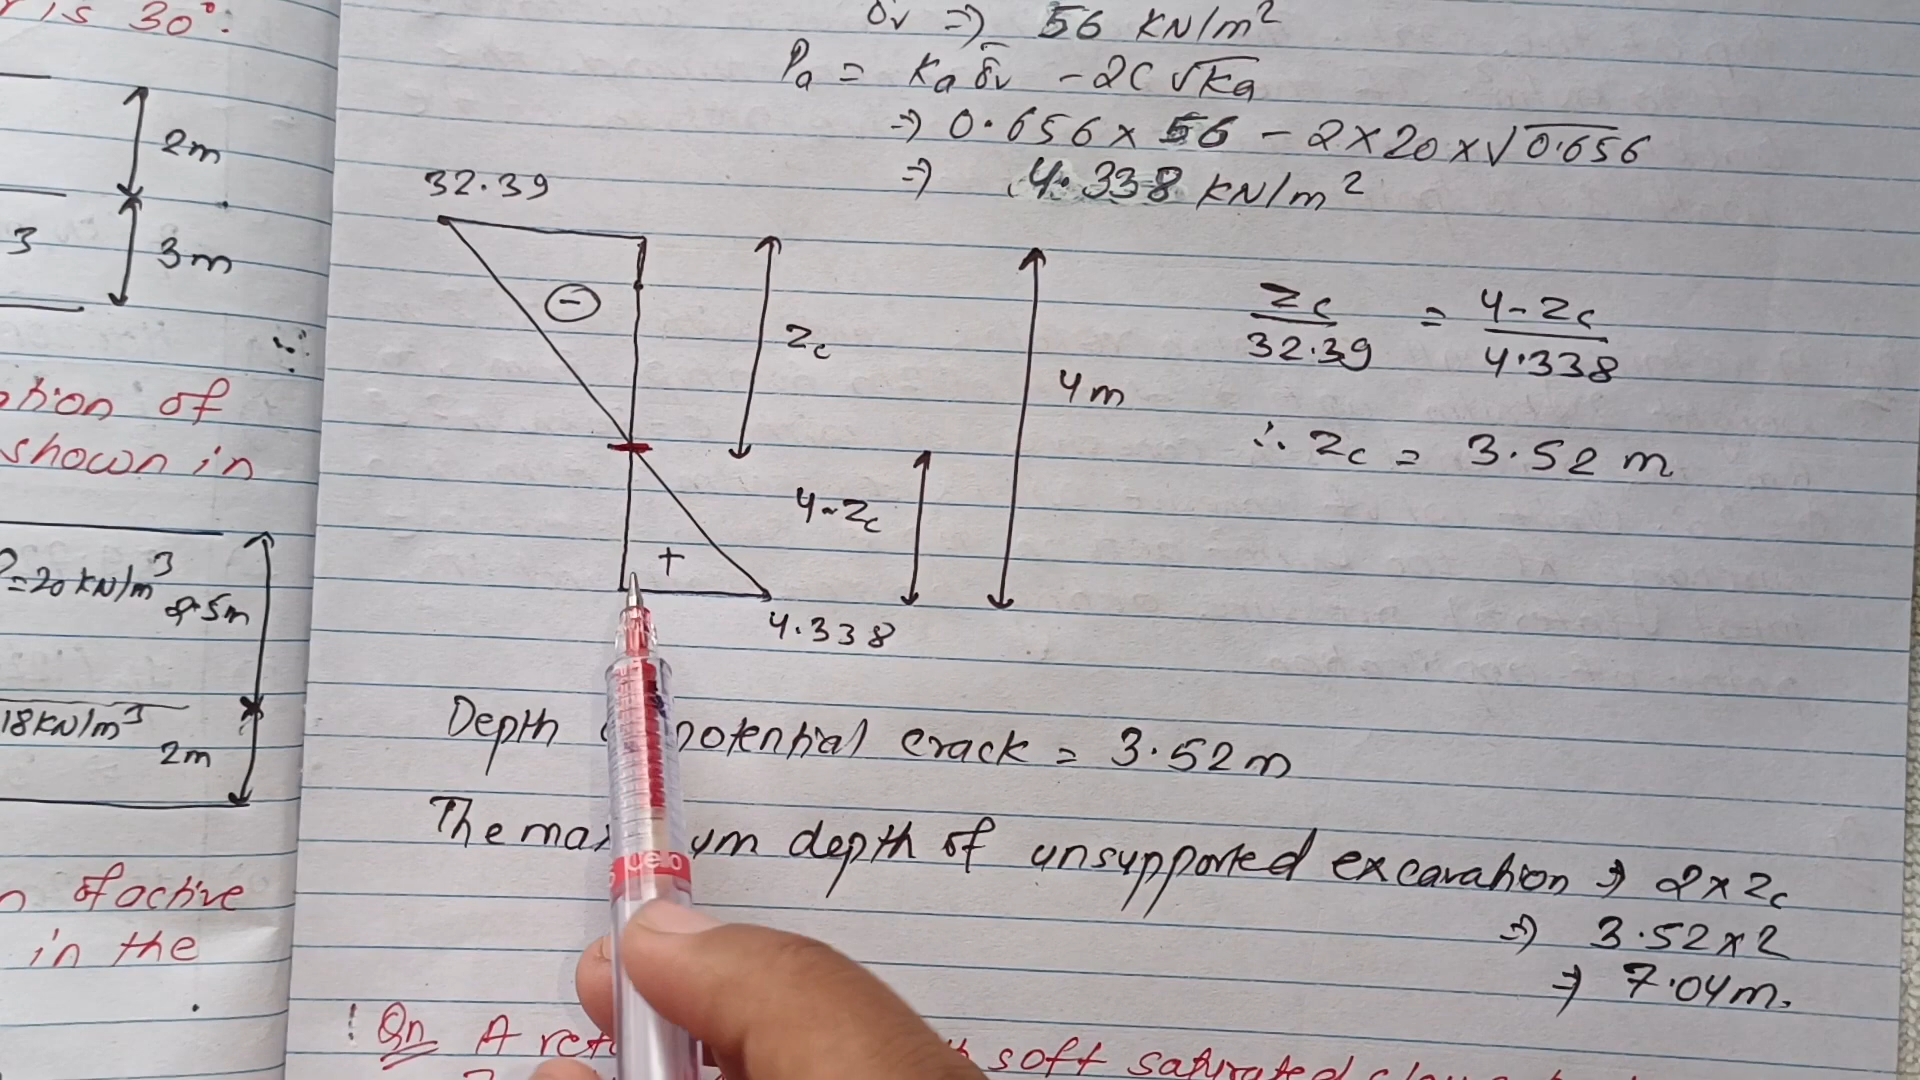 is 30°:
2m
3
3m
ation of
shown in
=20 KN/m³
2.5m
18KN/m³
2m
n of active
in the
σv ⇒ 56 KN/m²
Pa = Ka σ̄v - 2C √Ka
⇒ 0.656 × 56 - 2×20×√0.656
⇒ 4.338 KN/m²
32.39
⊖
Zc
4m
4-Zc
+
4.338
Zc/32.39 = (4-Zc)/4.338
∴ Zc = 3.52 m
Depth potential crack = 3.52m
The maximum depth of unsupported excavation ⇒ 2×Zc
⇒ 3.52×2
⇒ 7.04m.
cello
Qn A soft saturated